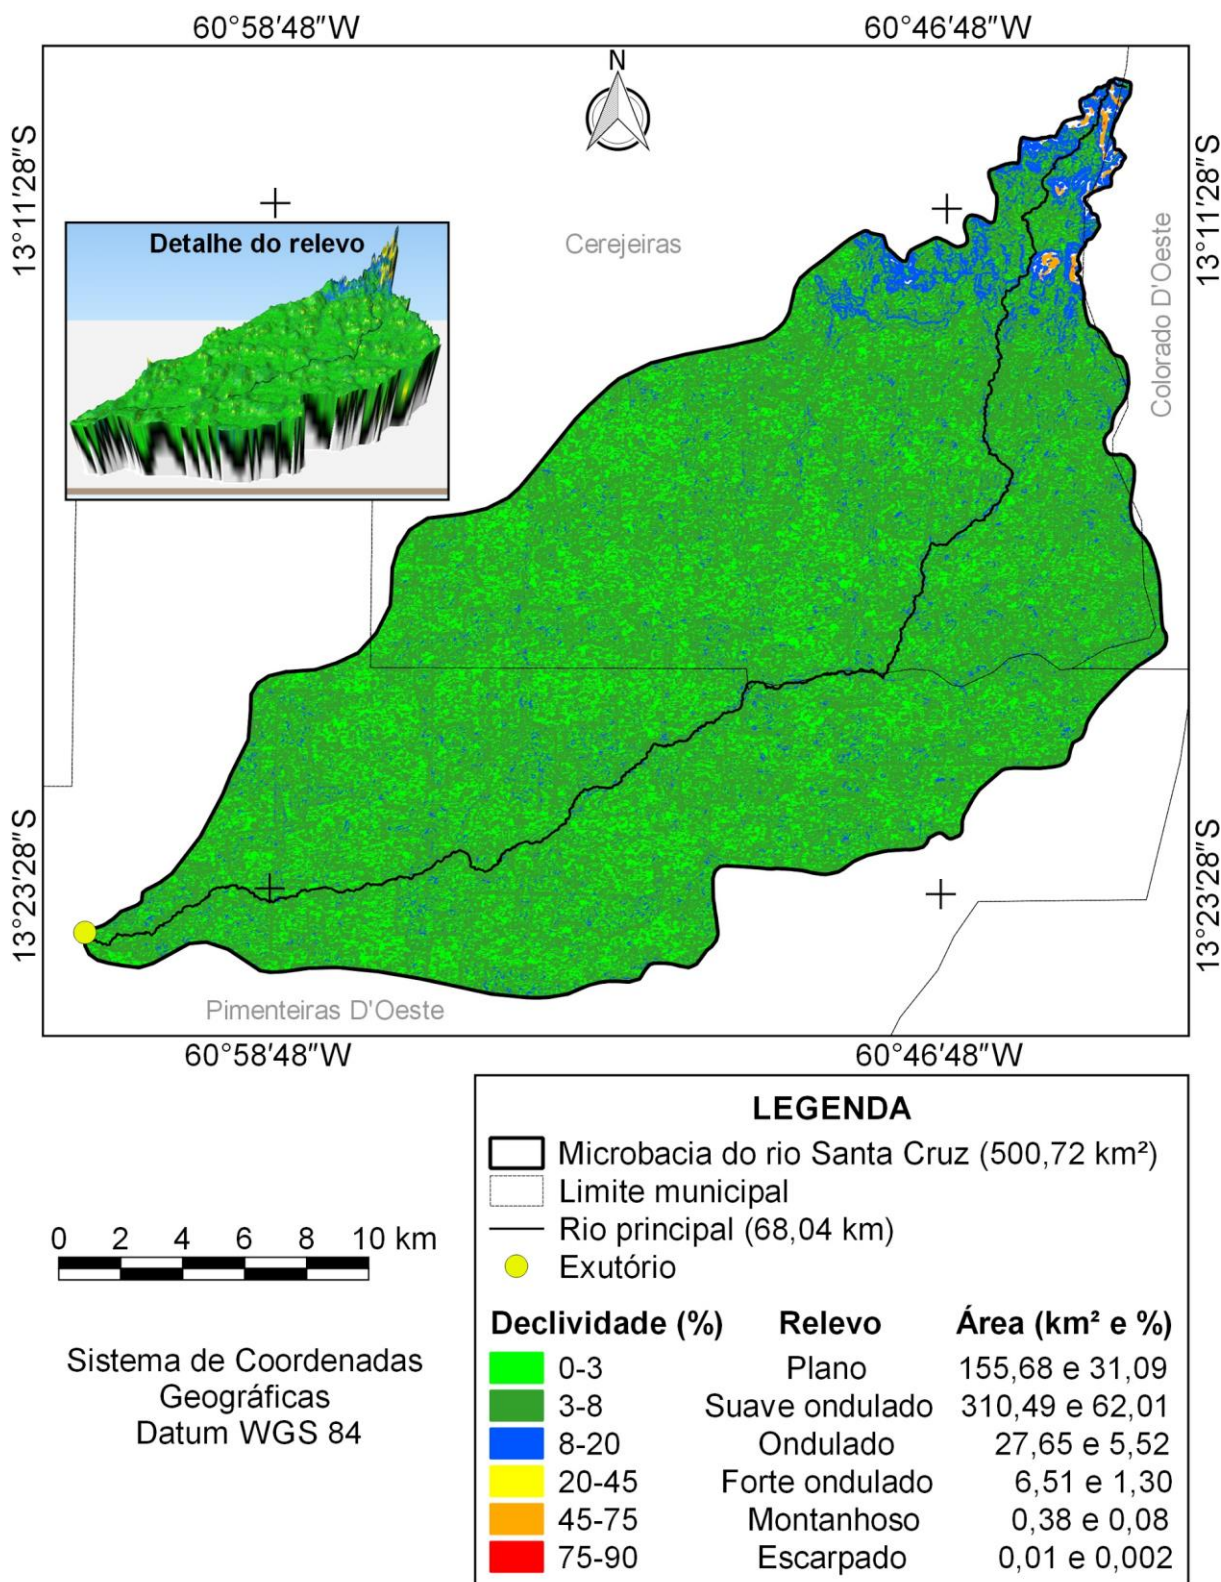 60°58'48"W
60°46'48"W
N
13°11'28"S
13°11'28"S
Detalhe do relevo
Cerejeiras
Colorado D'Oeste
13°23'28"S
13°23'28"S
Pimenteiras D'Oeste
60°58'48"W
60°46'48"W
LEGENDA
Microbacia do rio Santa Cruz (500,72 km²)
Limite municipal
Rio principal (68,04 km)
Exutório
0 2 4 6 8 10 km
Sistema de Coordenadas
Geográficas
Datum WGS 84
Declividade (%) Relevo Área (km² e %)
0-3 Plano 155,68 e 31,09
3-8 Suave ondulado 310,49 e 62,01
8-20 Ondulado 27,65 e 5,52
20-45 Forte ondulado 6,51 e 1,30
45-75 Montanhoso 0,38 e 0,08
75-90 Escarpado 0,01 e 0,002